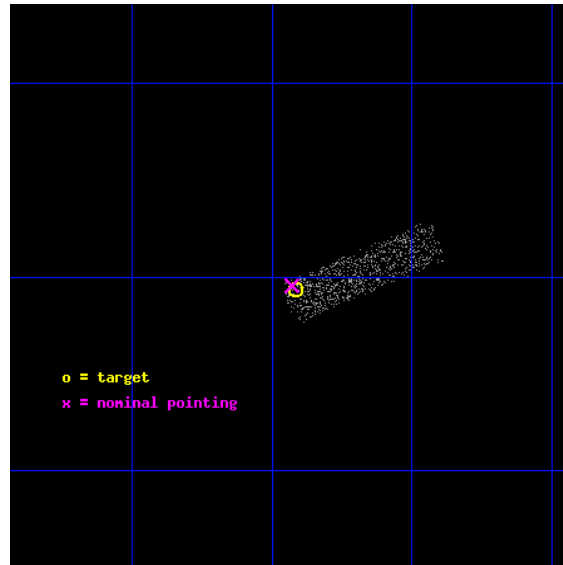 o = target
x = nominal pointing